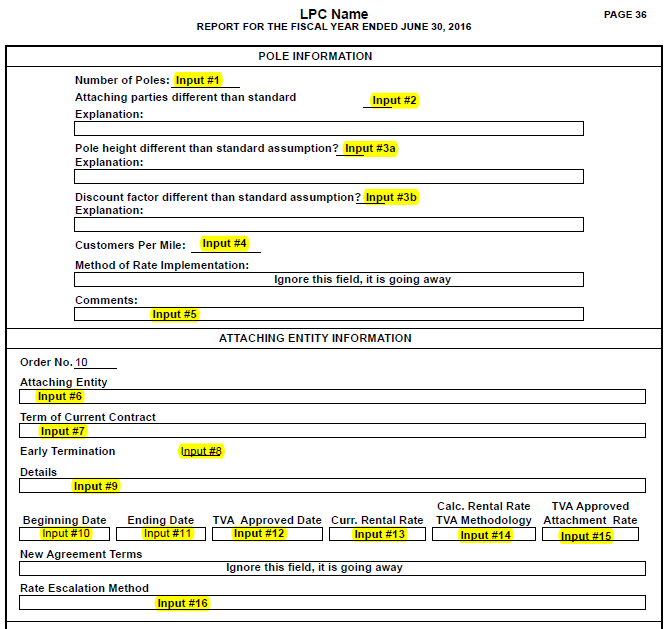 LPC Name
PAGE 36
REPORT FOR THE FISCAL YEAR ENDED JUNE 30, 2016
POLE INFORMATION
Number of Poles: Input #1
Attaching parties different than standard Input #2
Explanation:
Pole height different than standard assumption? Input #3a
Explanation:
Discount factor different than standard assumption? Input #3b
Explanation:
Customers Per Mile: Input #4
Method of Rate Implementation:
Ignore this field, it is going away
Comments:
Input #5
ATTACHING ENTITY INFORMATION
Order No. 10
Attaching Entity
Input #6
Term of Current Contract
Input #7
Early Termination Input #8
Details
Input #9
Calc. Rental Rate TVA Approved
Beginning Date Ending Date TVA Approved Date Curr. Rental Rate TVA Methodology Attachment Rate
Input #10 Input #11 Input #12 Input #13 Input #14 Input #15
New Agreement Terms
Ignore this field, it is going away
Rate Escalation Method
Input #16